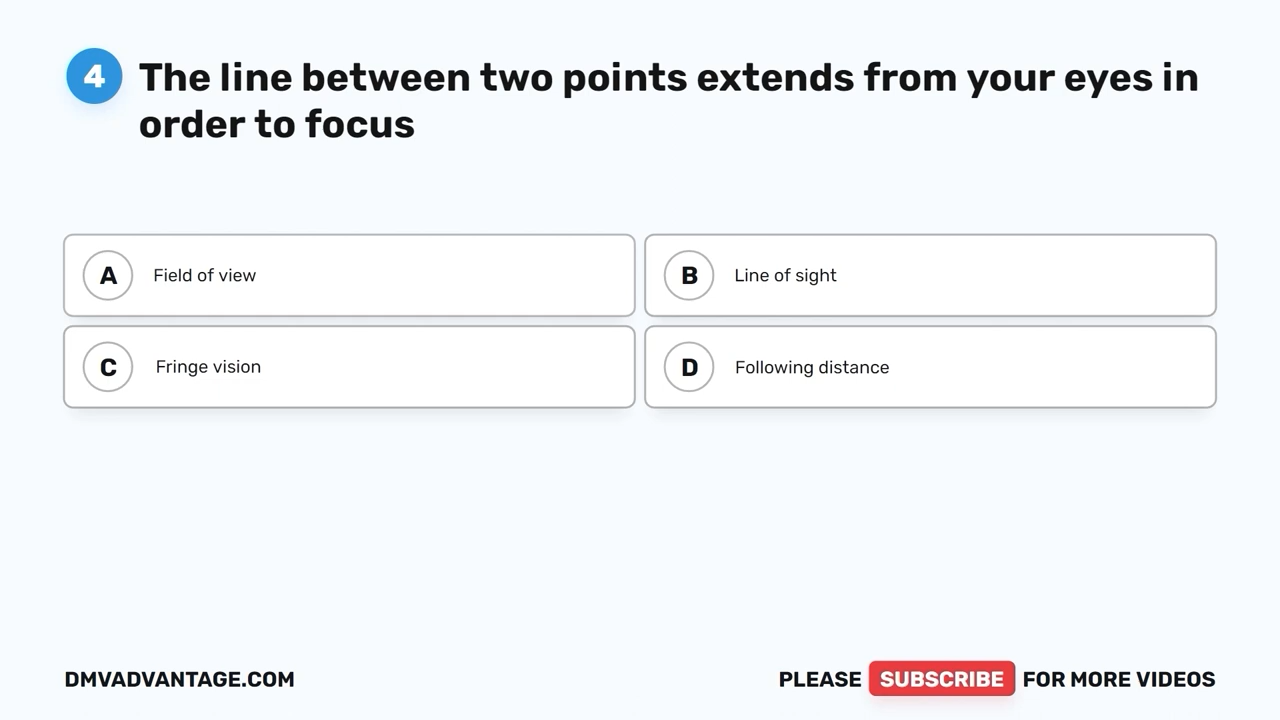 4
The line between two points extends from your eyes in
order to focus
A Field of view
B Line of sight
C Fringe vision
D Following distance
DMVADVANTAGE.COM
PLEASE SUBSCRIBE FOR MORE VIDEOS